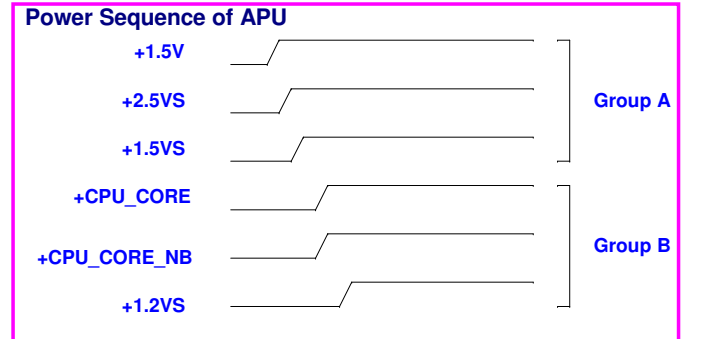 Power Sequence of APU
+1.5V
+2.5VS
Group A
+1.5VS
+CPU_CORE
+CPU_CORE_NB
Group B
+1.2VS